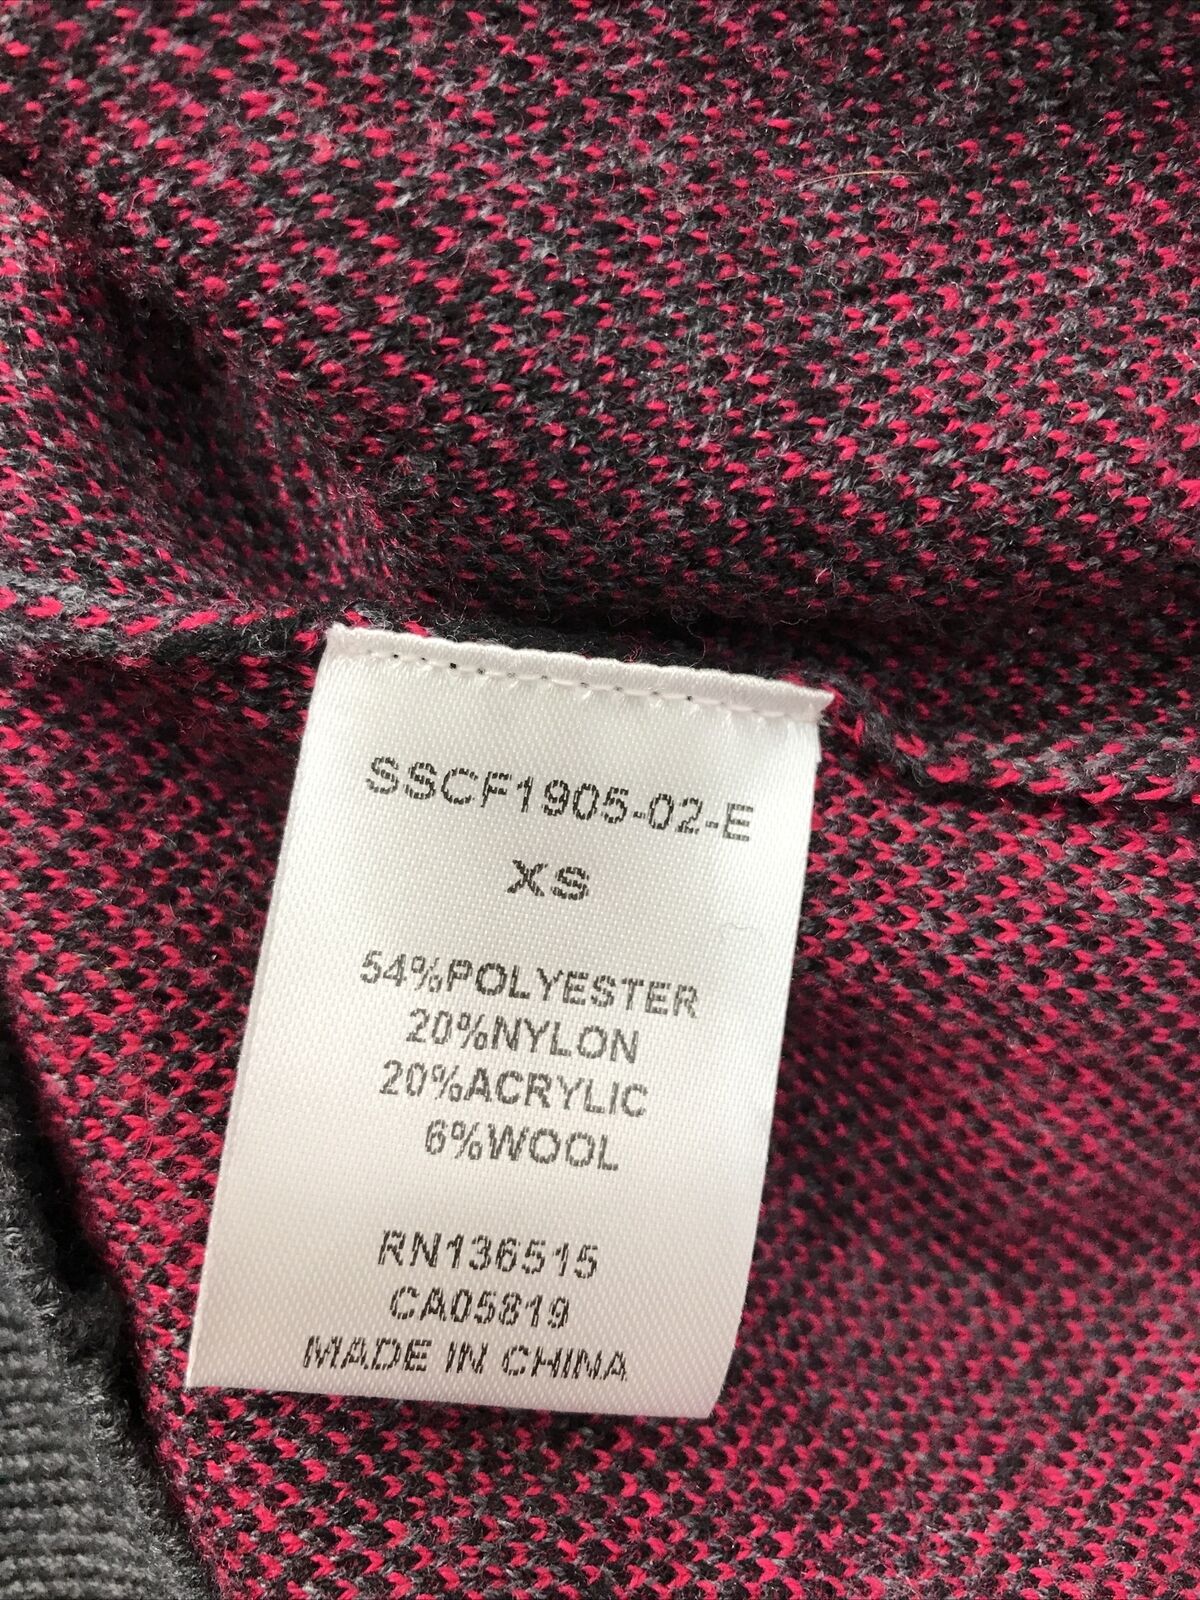 SSCF1905-02-E
XS
54%POLYESTER
20%NYLON
20%ACRYLIC
6%WOOL
RN136515
CA05819
MADE IN CHINA